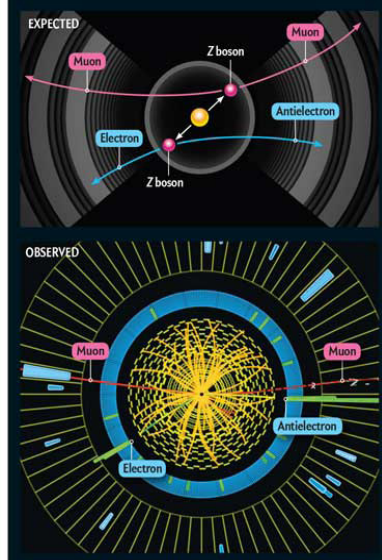 EXPECTED
Muon
Z boson
Muon
Electron
Antielectron
Z boson
OBSERVED
Muon
Muon
Antielectron
Electron